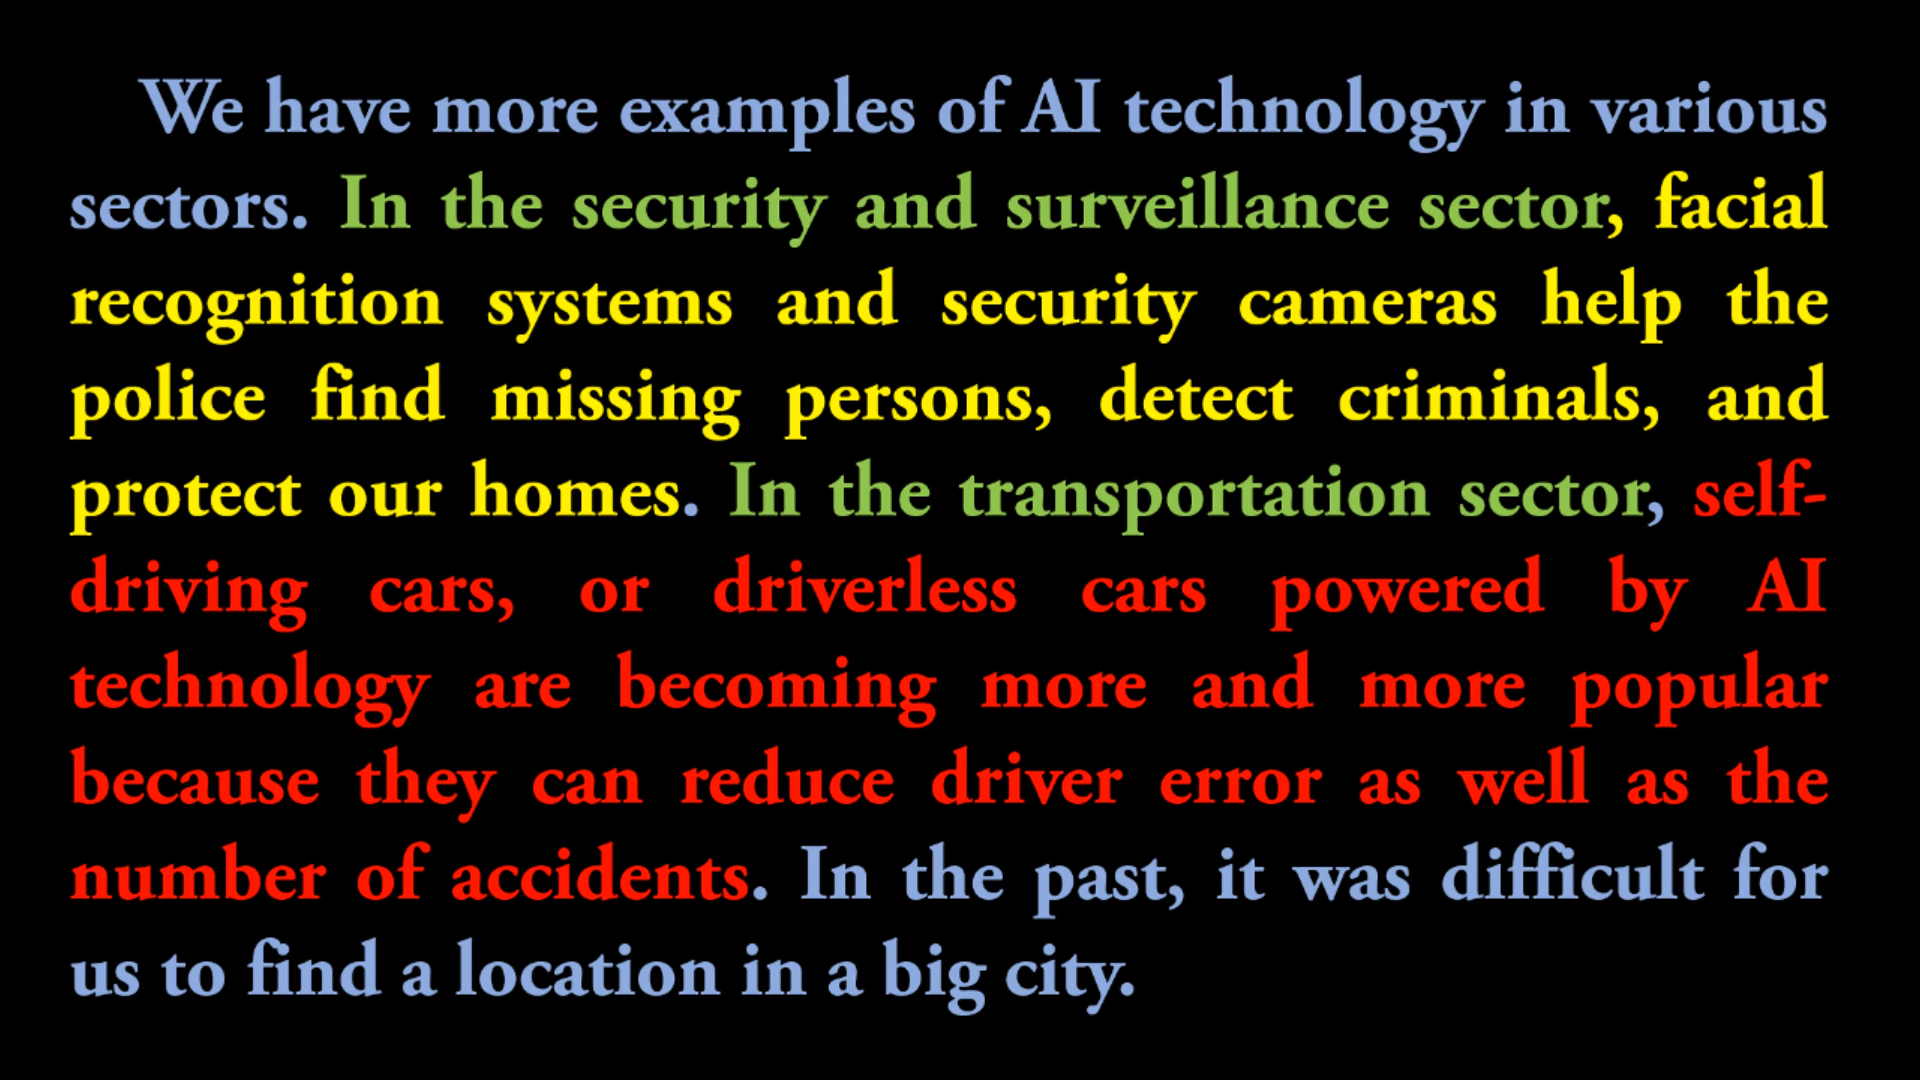 We have more examples of AI technology in various
sectors. In the security and surveillance sector, facial
recognition systems and security cameras help the
police find missing persons, detect criminals, and
protect our homes. In the transportation sector, self-
driving cars, or driverless cars powered by AI
technology are becoming more and more popular
because they can reduce driver error as well as the
number of accidents. In the past, it was difficult for
us to find a location in a big city.